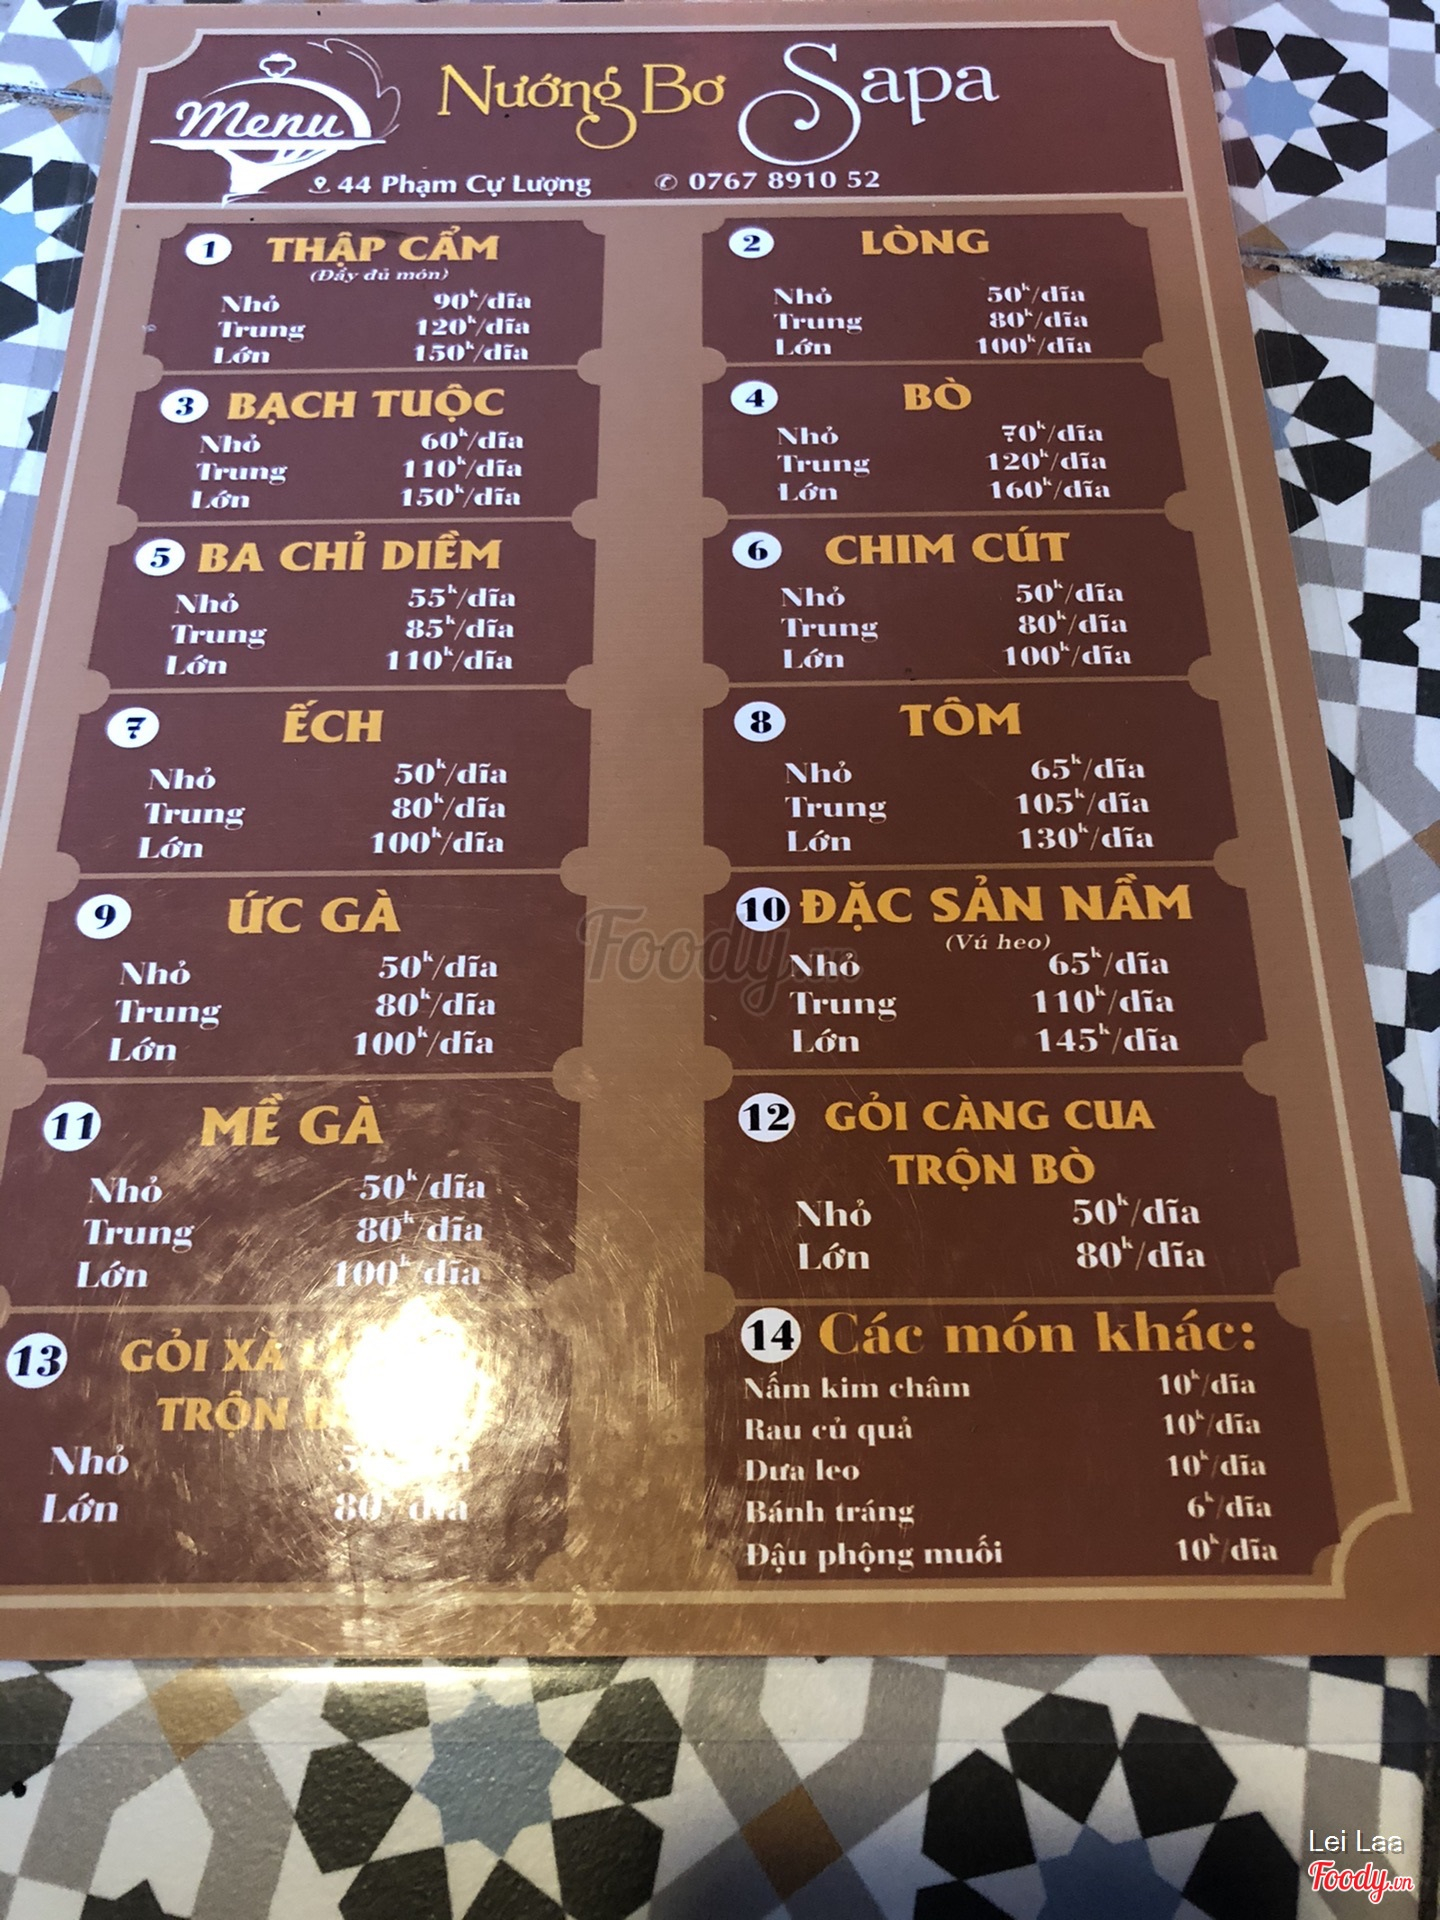 Menu
Nướng Bơ Sapa
44 Phạm Cự Lượng
0767 8910 52
1 THẬP CẨM
(Đầy đủ món)
Nhỏ 90k/dĩa
Trung 120k/dĩa
Lớn 150k/dĩa
2 LÒNG
Nhỏ 50k/dĩa
Trung 80k/dĩa
Lớn 100k/dĩa
3 BẠCH TUỘC
Nhỏ 60k/dĩa
Trung 110k/dĩa
Lớn 150k/dĩa
4 BÒ
Nhỏ 70k/dĩa
Trung 120k/dĩa
Lớn 160k/dĩa
5 BA CHỈ DIỀM
Nhỏ 55k/dĩa
Trung 85k/dĩa
Lớn 110k/dĩa
6 CHIM CÚT
Nhỏ 50k/dĩa
Trung 80k/dĩa
Lớn 100k/dĩa
7 ẾCH
Nhỏ 50k/dĩa
Trung 80k/dĩa
Lớn 100k/dĩa
8 TÔM
Nhỏ 65k/dĩa
Trung 105k/dĩa
Lớn 130k/dĩa
9 ỨC GÀ
Nhỏ 50k/dĩa
Trung 80k/dĩa
Lớn 100k/dĩa
10 ĐẶC SẢN NẦM
(Vú heo)
Nhỏ 65k/dĩa
Trung 110k/dĩa
Lớn 145k/dĩa
11 MỀ GÀ
Nhỏ 50k/dĩa
Trung 80k/dĩa
Lớn 100k/dĩa
12 GỎI CÀNG CUA
TRỘN BÒ
Nhỏ 50k/dĩa
Lớn 80k/dĩa
13 GỎI XÀ
TRỘN
Nhỏ
Lớn 80k/dĩa
14 Các món khác:
Nấm kim châm 10k/dĩa
Rau củ quả 10k/dĩa
Dưa leo 10k/dĩa
Bánh tráng 6k/dĩa
Đậu phộng muối 10k/dĩa
Foody.vn
Lei Laa
Foody.vn